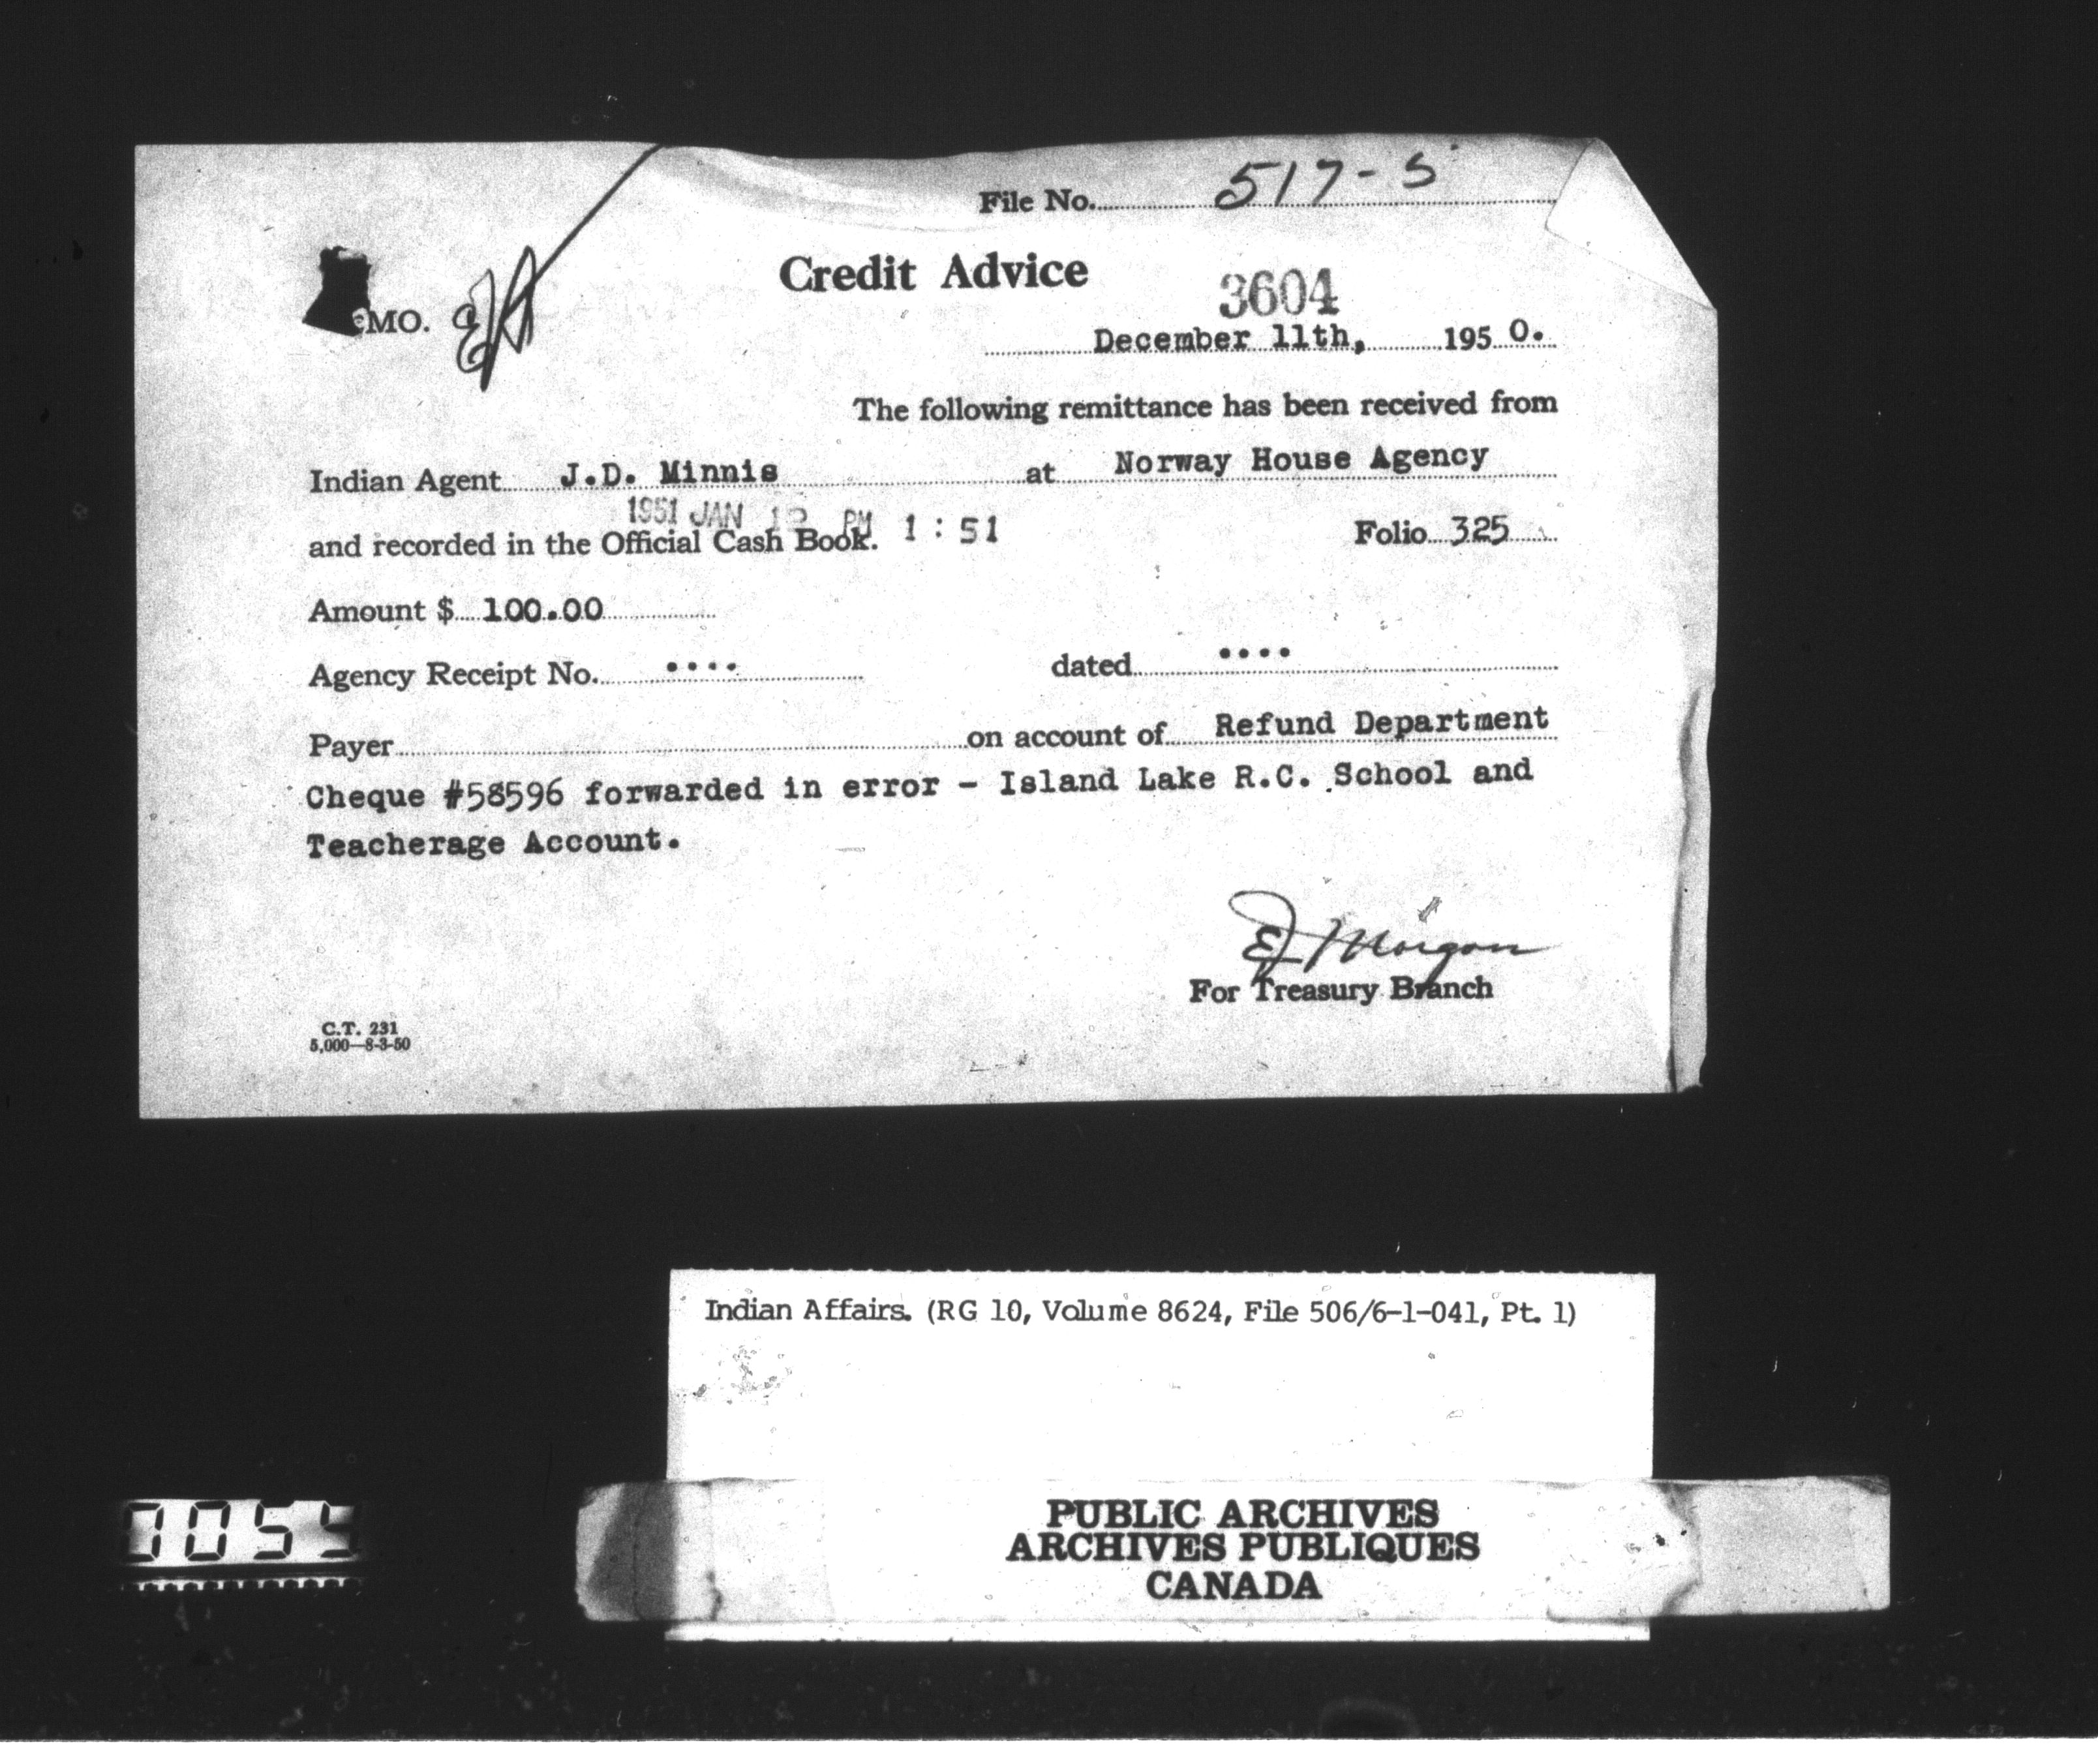 File No. 517-S
Credit Advice
3604
MO.
December 11th, 1950.
The following remittance has been received from
Indian Agent J.D. Minnis at Norway House Agency
1951 JAN PM 1:51
and recorded in the Official Cash Book. Folio 325
Amount $ 100.00
Agency Receipt No. .... dated ....
Payer on account of Refund Department
Cheque #58596 forwarded in error - Island Lake R.C. School and
Teacherage Account.
EJ Morgan
For Treasury Branch
C.T. 231
5,000—8-3-50
Indian Affairs. (RG 10, Volume 8624, File 506/6-1-041, Pt. 1)
PUBLIC ARCHIVES
ARCHIVES PUBLIQUES
CANADA